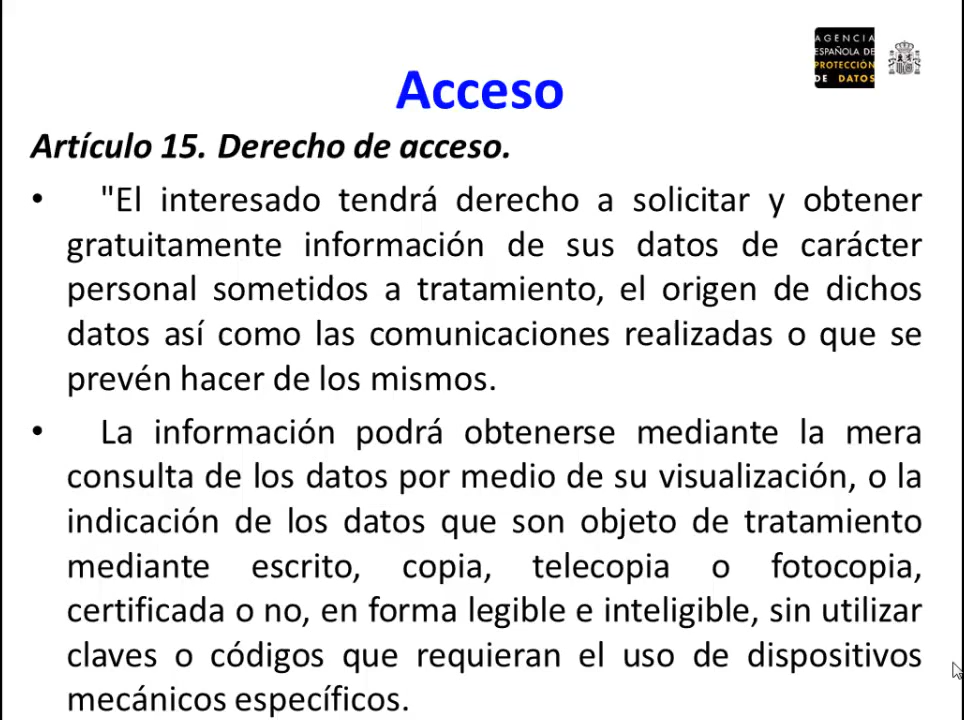 AGENCIA
ESPAÑOLA DE
PROTECCIÓN
DE DATOS
Acceso
Artículo 15. Derecho de acceso.
• "El interesado tendrá derecho a solicitar y obtener
gratuitamente información de sus datos de carácter
personal sometidos a tratamiento, el origen de dichos
datos así como las comunicaciones realizadas o que se
prevén hacer de los mismos.
• La información podrá obtenerse mediante la mera
consulta de los datos por medio de su visualización, o la
indicación de los datos que son objeto de tratamiento
mediante escrito, copia, telecopia o fotocopia,
certificada o no, en forma legible e inteligible, sin utilizar
claves o códigos que requieran el uso de dispositivos
mecánicos específicos.